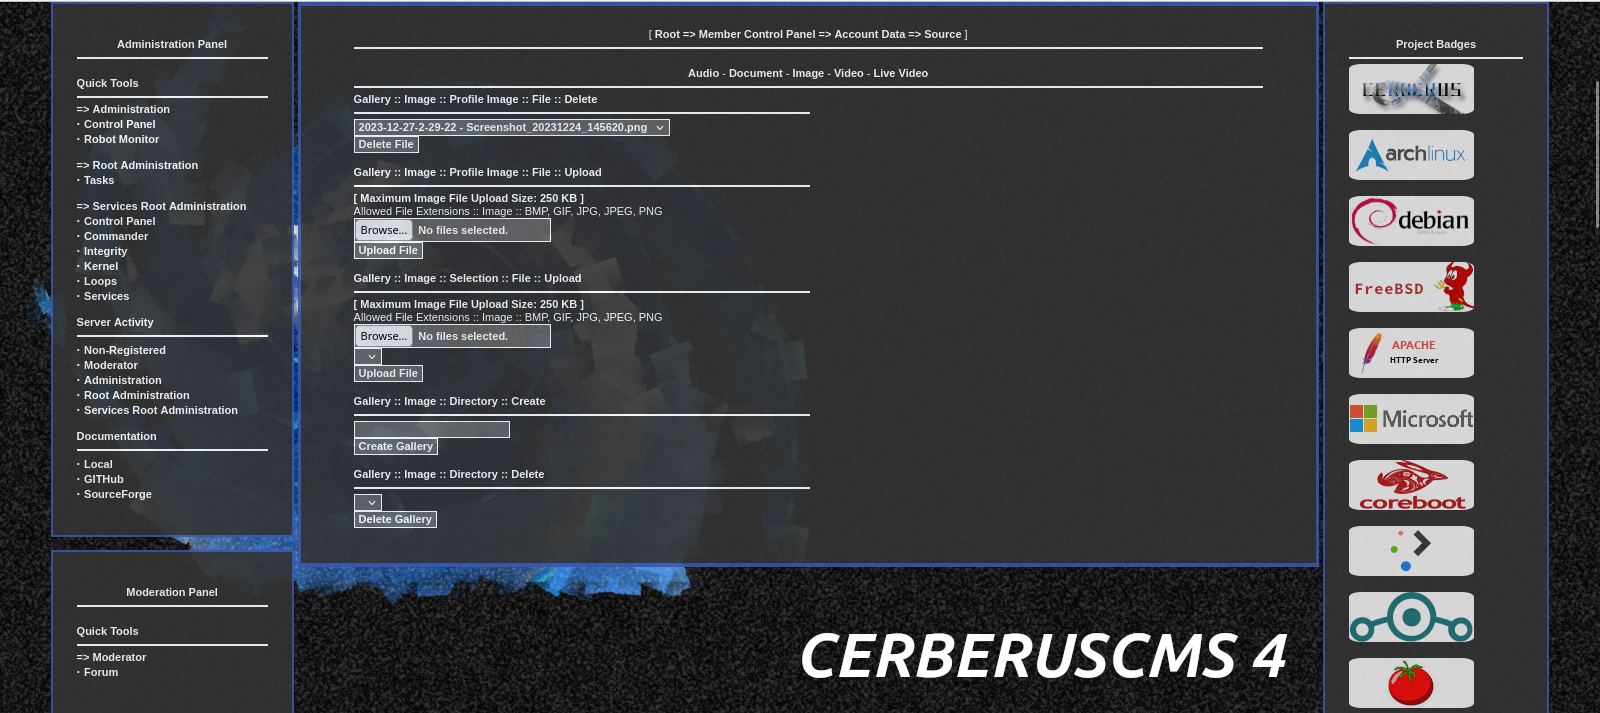 Administration Panel
Quick Tools
=> Administration
· Control Panel
· Robot Monitor
=> Root Administration
· Tasks
=> Services Root Administration
· Control Panel
· Commander
· Integrity
· Kernel
· Loops
· Services
Server Activity
· Non-Registered
· Moderator
· Administration
· Root Administration
· Services Root Administration
Documentation
· Local
· GITHub
· SourceForge
Moderation Panel
Quick Tools
=> Moderator
· Forum
[ Root => Member Control Panel => Account Data => Source ]
Audio - Document - Image - Video - Live Video
Gallery :: Image :: Profile Image :: File :: Delete
2023-12-27-2-29-22 - Screenshot_20231224_145620.png
Delete File
Gallery :: Image :: Profile Image :: File :: Upload
[ Maximum Image File Upload Size: 250 KB ]
Allowed File Extensions :: Image :: BMP, GIF, JPG, JPEG, PNG
Browse... No files selected.
Upload File
Gallery :: Image :: Selection :: File :: Upload
[ Maximum Image File Upload Size: 250 KB ]
Allowed File Extensions :: Image :: BMP, GIF, JPG, JPEG, PNG
Browse... No files selected.
Upload File
Gallery :: Image :: Directory :: Create
Create Gallery
Gallery :: Image :: Directory :: Delete
Delete Gallery
CERBERUSCMS 4
Project Badges
CERBERUS
archlinux
debian
FreeBSD
APACHE
HTTP Server
Microsoft
coreboot